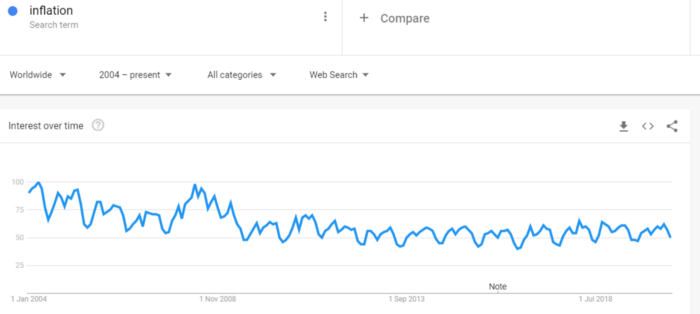 inflation
Search term
+ Compare
Worldwide
2004 – present
All categories
Web Search
Interest over time
?
100
75
50
25
Note
1 Jan 2004
1 Nov 2008
1 Sep 2013
1 Jul 2018